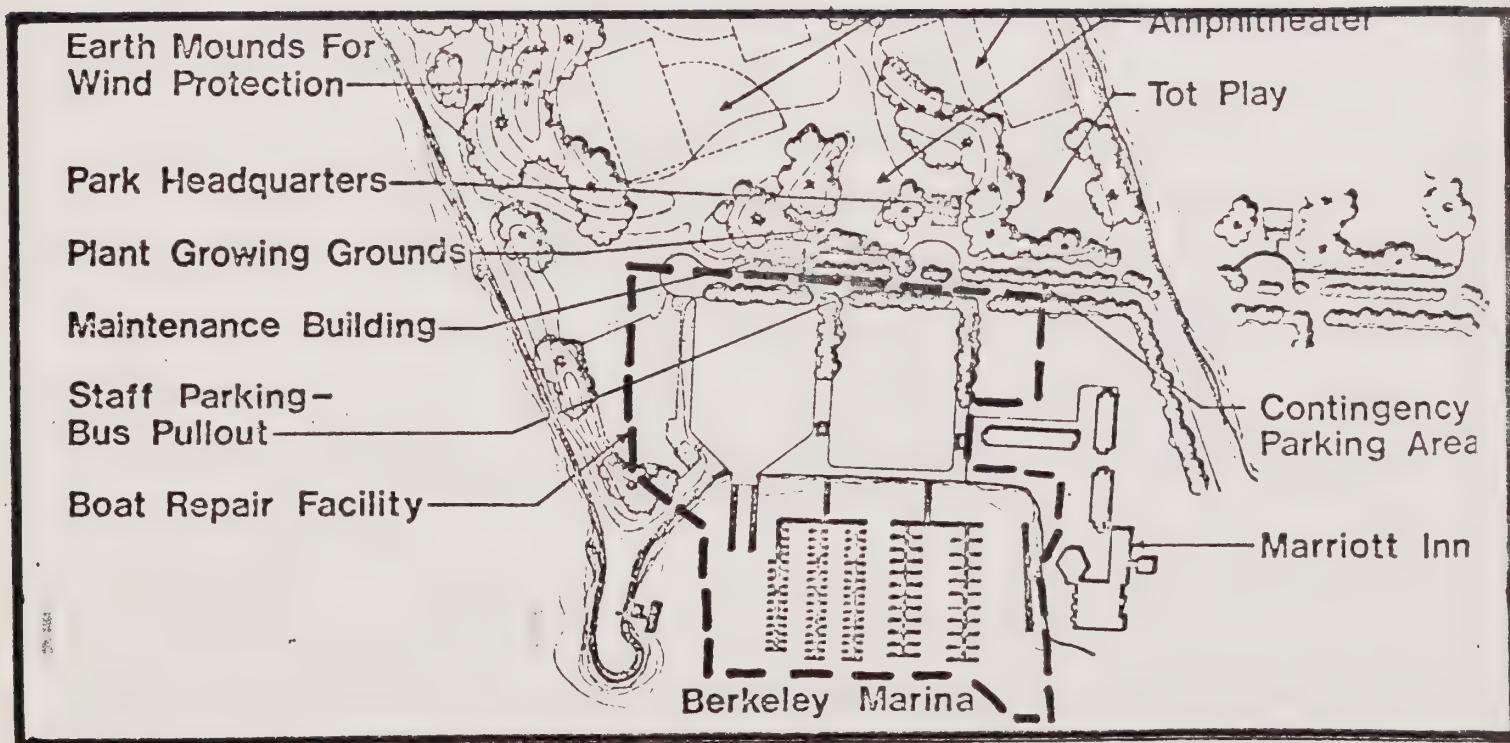 Earth Mounds For
Wind Protection
Park Headquarters
Plant Growing Grounds
Maintenance Building
Staff Parking–
Bus Pullout
Boat Repair Facility
Amphitheater
Tot Play
Contingency
Parking Area
Marriott Inn
Berkeley Marina